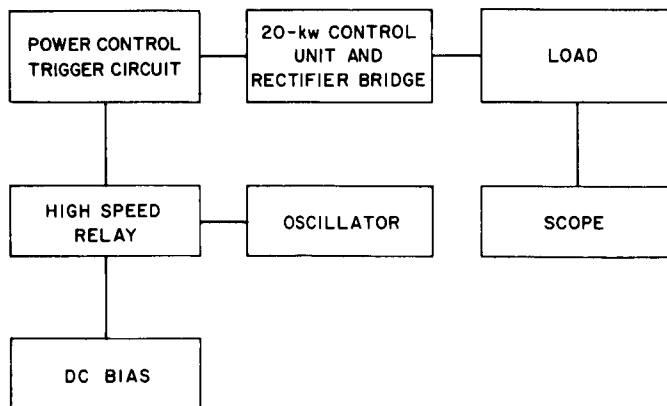 POWER CONTROL
TRIGGER CIRCUIT
20-kw CONTROL
UNIT AND
RECTIFIER BRIDGE
LOAD
HIGH SPEED
RELAY
OSCILLATOR
SCOPE
DC BIAS